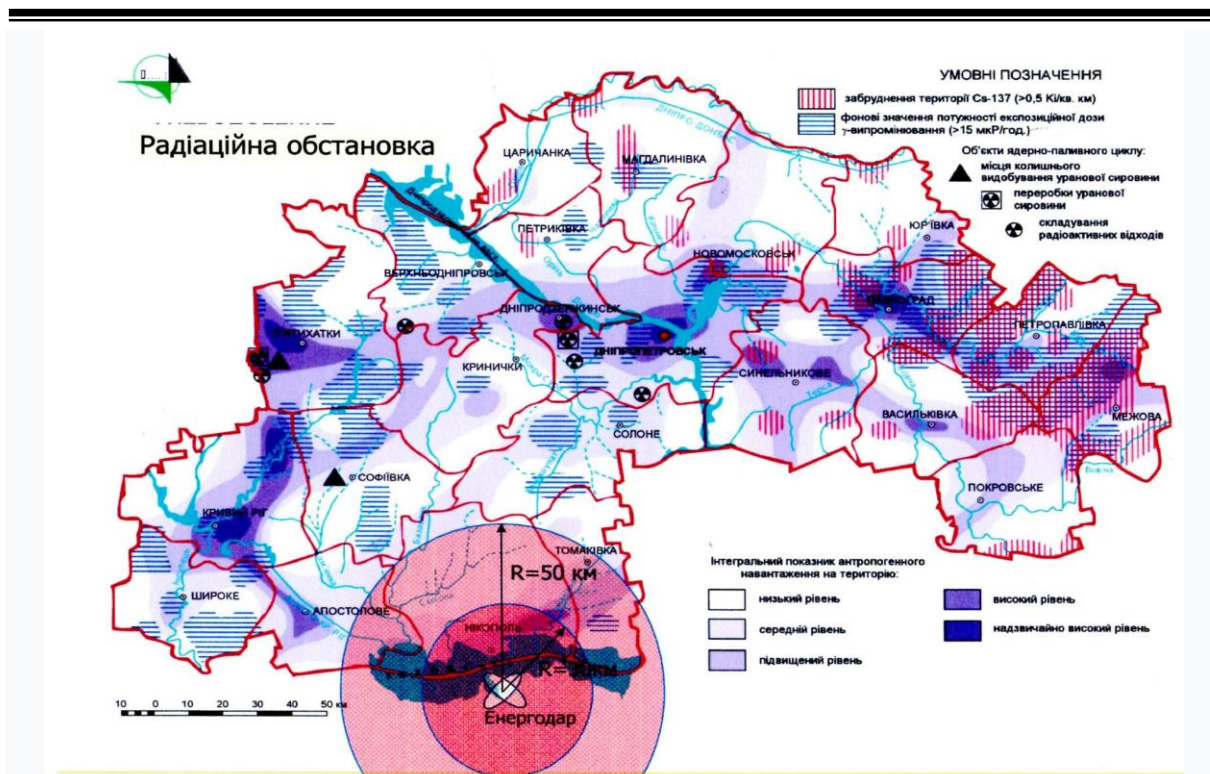 Радіаційна обстановка
УМОВНІ ПОЗНАЧЕННЯ
забруднення території Cs-137 (>0,5 Кі/кв. км)
фонові значення потужності експозиційної дози
γ-випромінювання (>15 мкР/год.)
Об'єкти ядерно-паливного циклу:
місця колишнього
видобування уранової сировини
переробки уранової
сировини
складування
радіоактивних відходів
ДНІПРО-ДОНБАС
ЦАРИЧАНКА
МАГДАЛИНІВКА
ПЕТРИКІВКА
Оріль
ЮР'ЇВКА
НОВОМОСКОВСЬК
ВЕРХНЬОДНІПРОВСЬК
ДНІПРОДЗЕРЖИНСЬК
ПАВЛОГРАД
ПЕТРОПАВЛІВКА
П'ЯТИХАТКИ
ДНІПРОПЕТРОВСЬК
КРИНИЧКИ
СИНЕЛЬНИКОВЕ
ВАСИЛЬКІВКА
МЕЖОВА
СОЛОНЕ
СОФІЇВКА
ПОКРОВСЬКЕ
КРИВИЙ РІГ
ТОМАКІВКА
R=50 км
ШИРОКЕ
АПОСТОЛОВЕ
НІКОПОЛЬ
Енергодар
Інтегральний показник антропогенного
навантаження на територію:
низький рівень
середній рівень
підвищений рівень
високий рівень
надзвичайно високий рівень
10 0 10 20 30 40 50 км